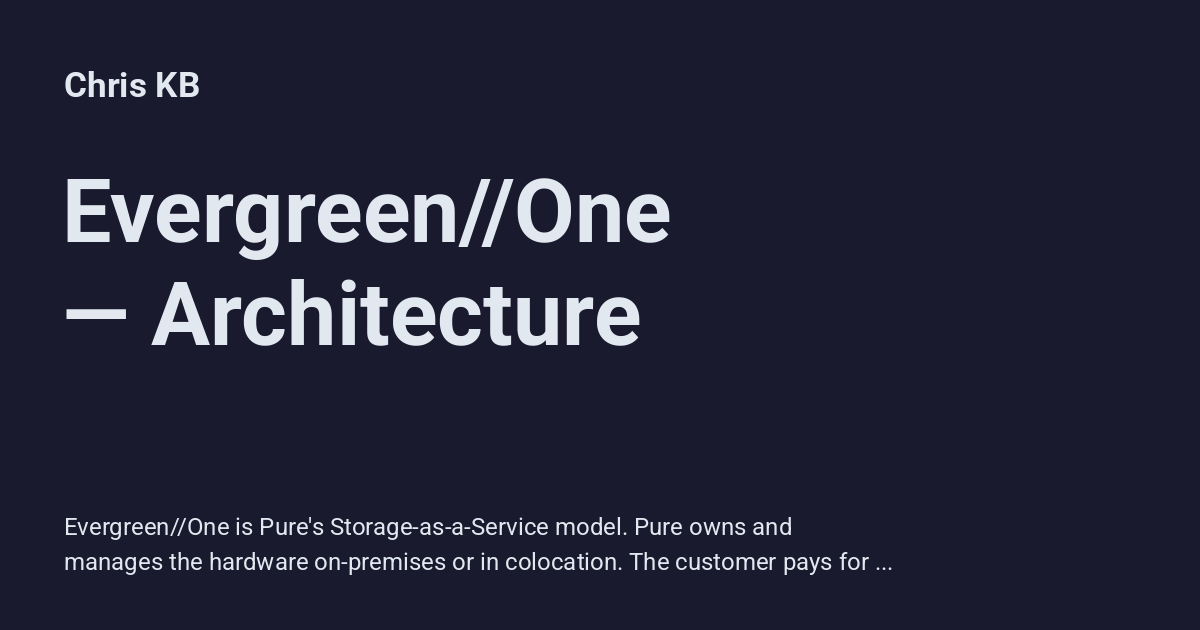 Chris KB
Evergreen//One
— Architecture
Evergreen//One is Pure's Storage-as-a-Service model. Pure owns and
manages the hardware on-premises or in colocation. The customer pays for ...